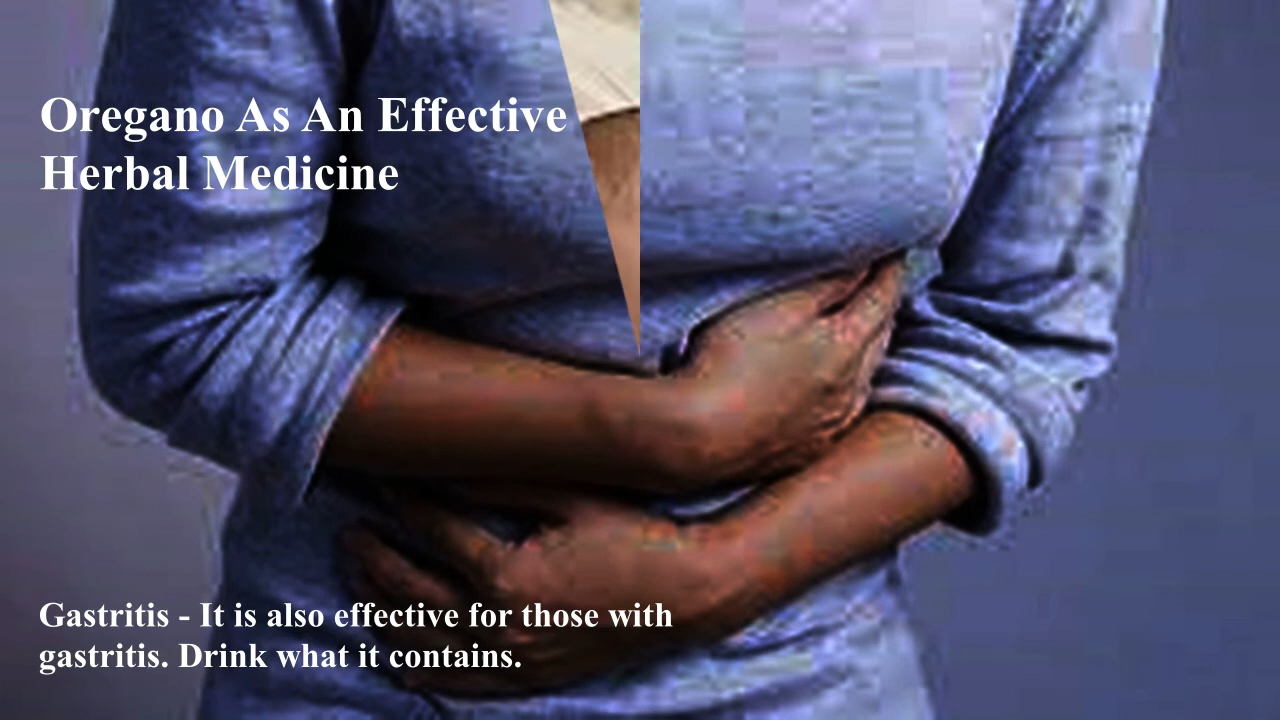 Oregano As An Effective
Herbal Medicine
Gastritis - It is also effective for those with
gastritis. Drink what it contains.